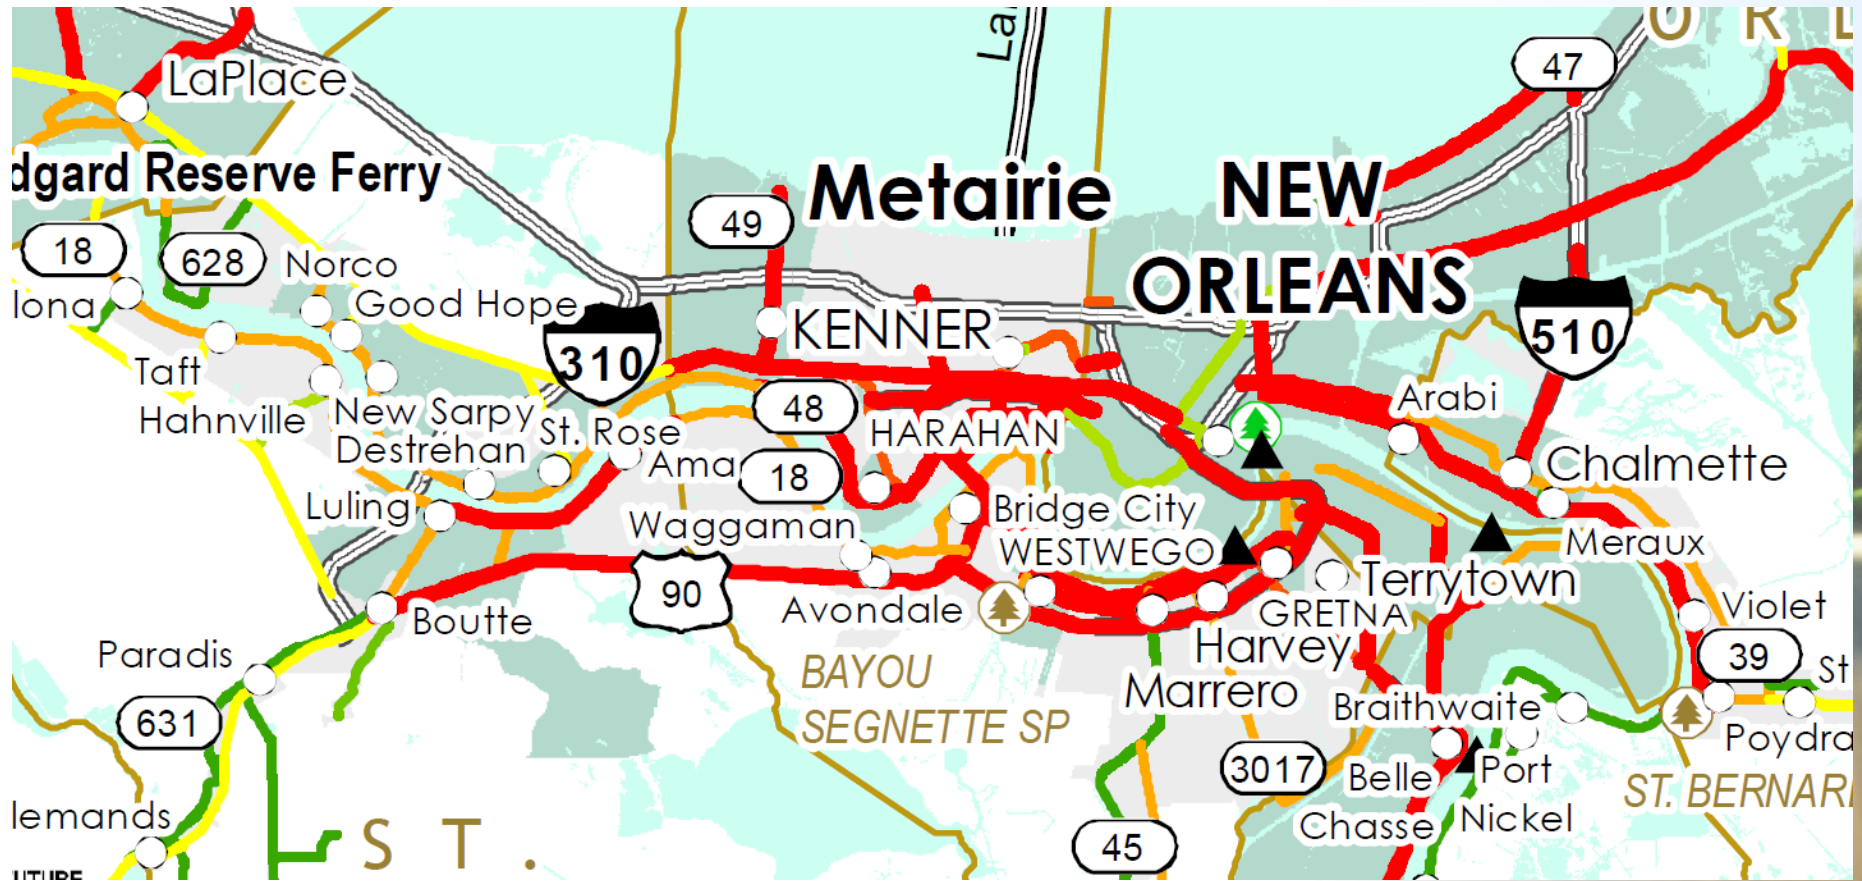 La
O R L
47
LaPlace
dgard Reserve Ferry
Metairie
NEW
ORLEANS
49
18
628
Norco
lona
Good Hope
KENNER
310
510
Taft
Hahnville
New Sarpy
Destrehan
St. Rose
48
HARAHAN
Arabi
Ama
18
Chalmette
Luling
Waggaman
Bridge City
WESTWEGO
Meraux
90
Terrytown
Avondale
GRETNA
Violet
Boutte
Harvey
39
Paradis
BAYOU
SEGNETTE SP
Marrero
St
Braithwaite
631
Poydra
3017
Belle
Chasse
Port
Nickel
ST. BERNAR
lemands
S T .
45
UTURE